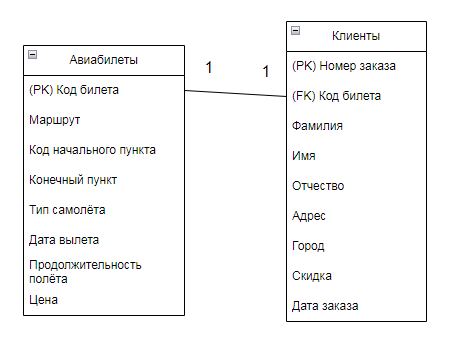 Авиабилеты
(PK) Код билета
Маршрут
Код начального пункта
Конечный пункт
Тип самолёта
Дата вылета
Продолжительность
полёта
Цена
1
1
Клиенты
(PK) Номер заказа
(FK) Код билета
Фамилия
Имя
Отчество
Адрес
Город
Скидка
Дата заказа